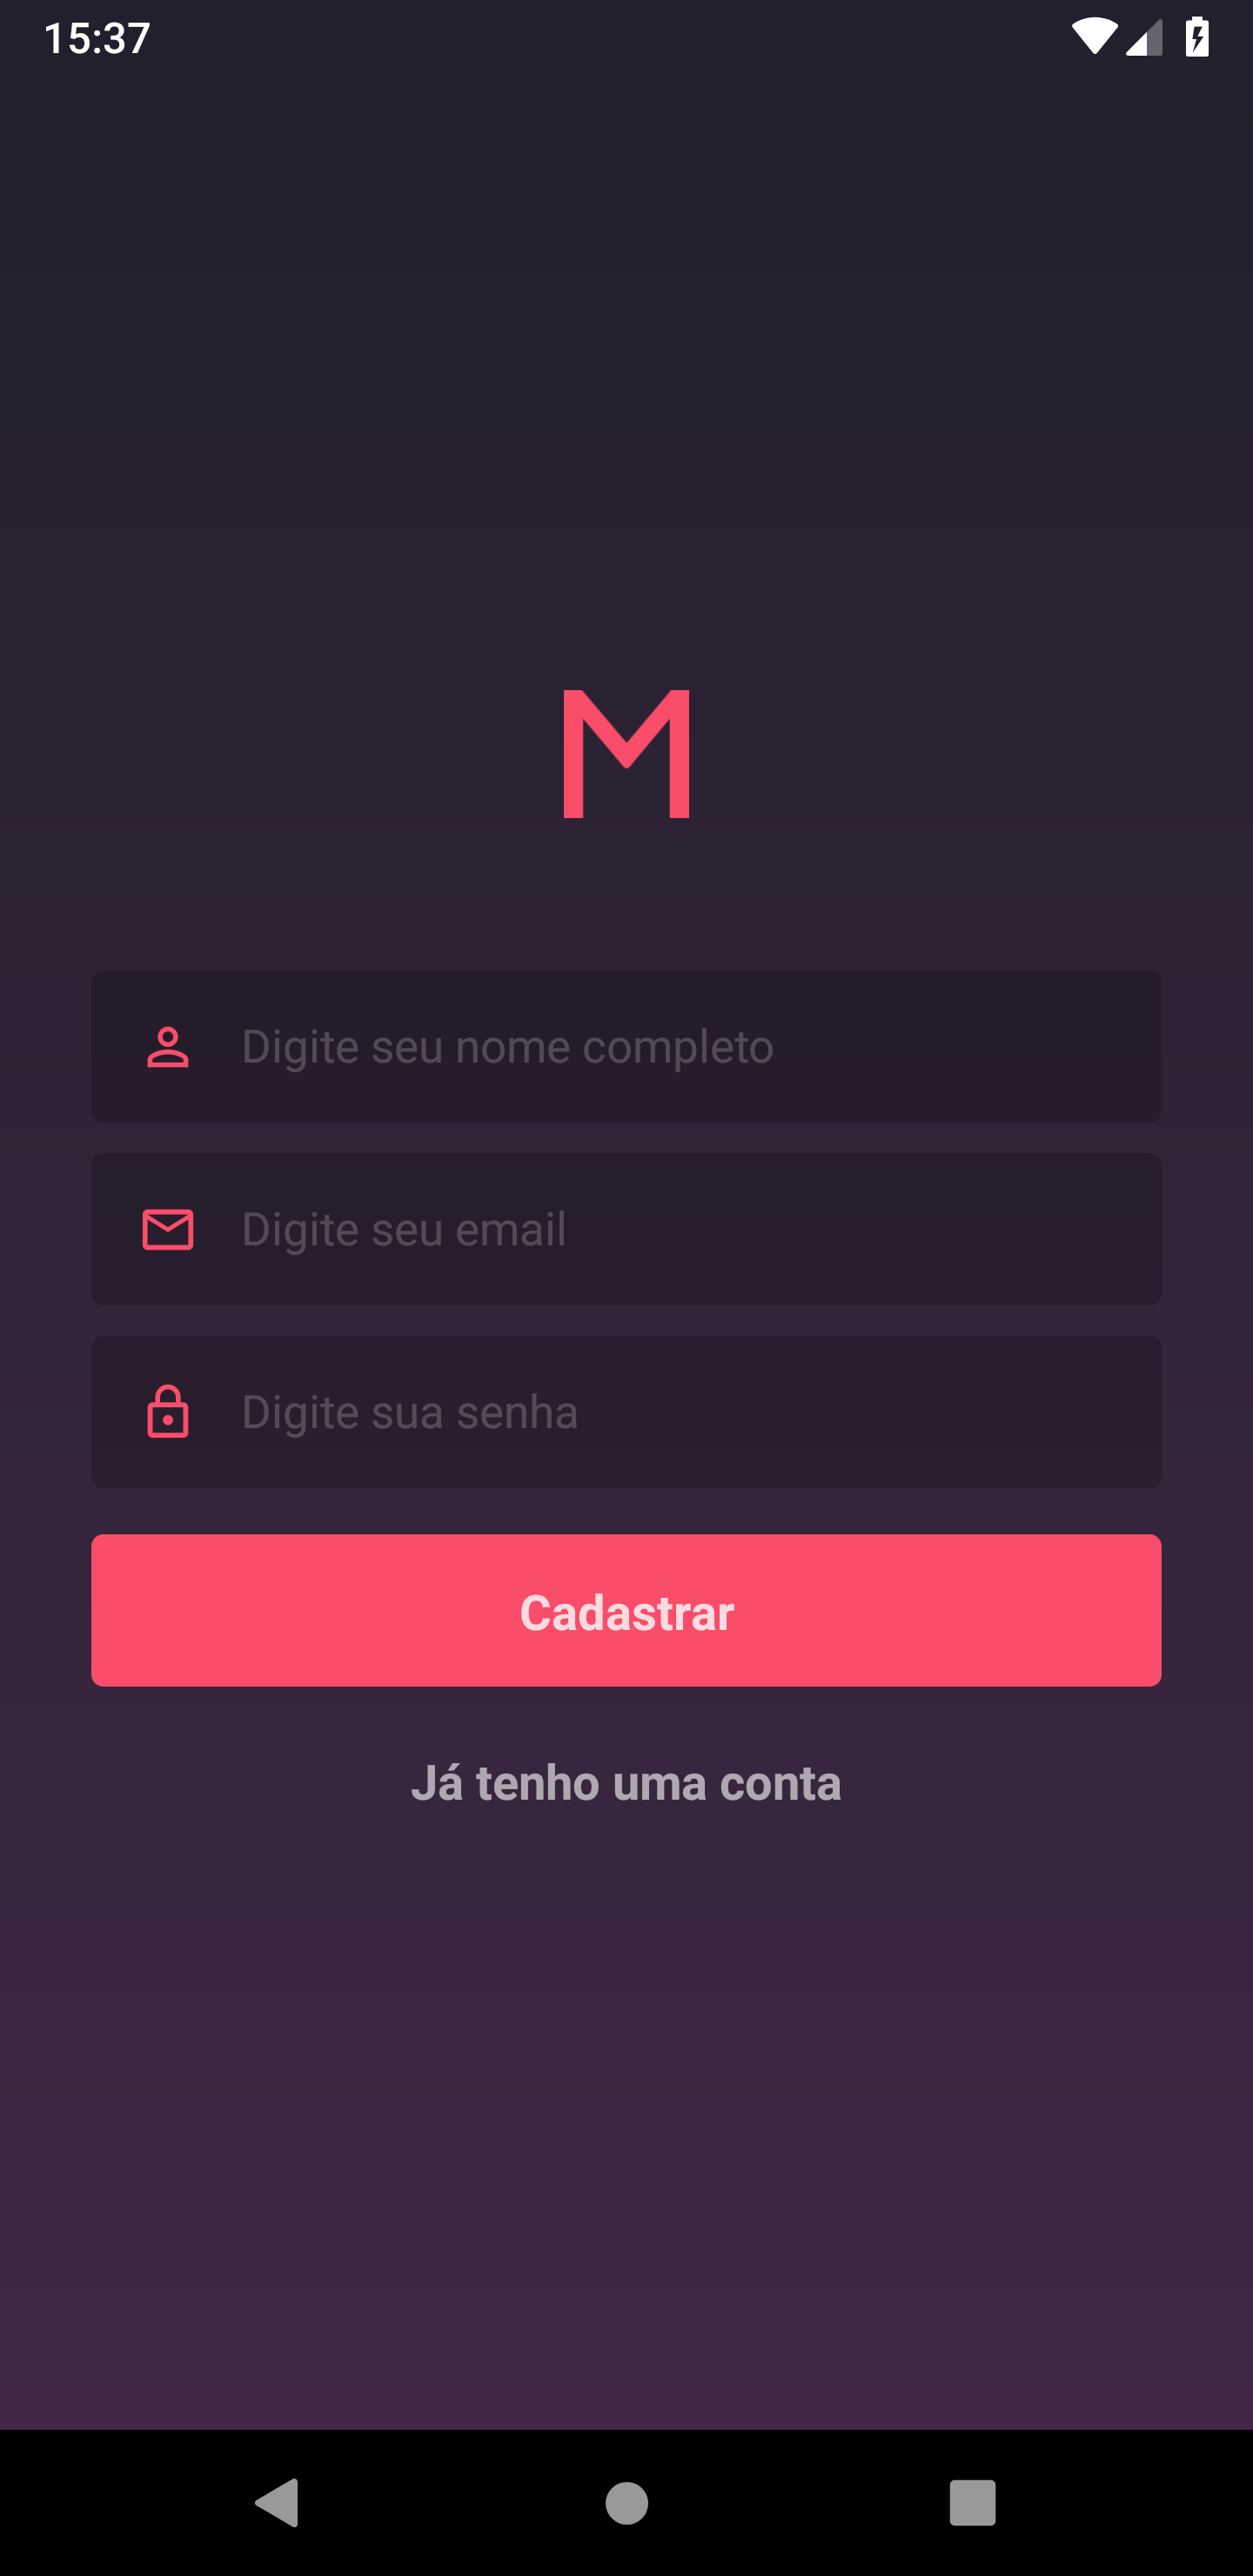 15:37
M
Digite seu nome completo
Digite seu email
Digite sua senha
Cadastrar
Já tenho uma conta